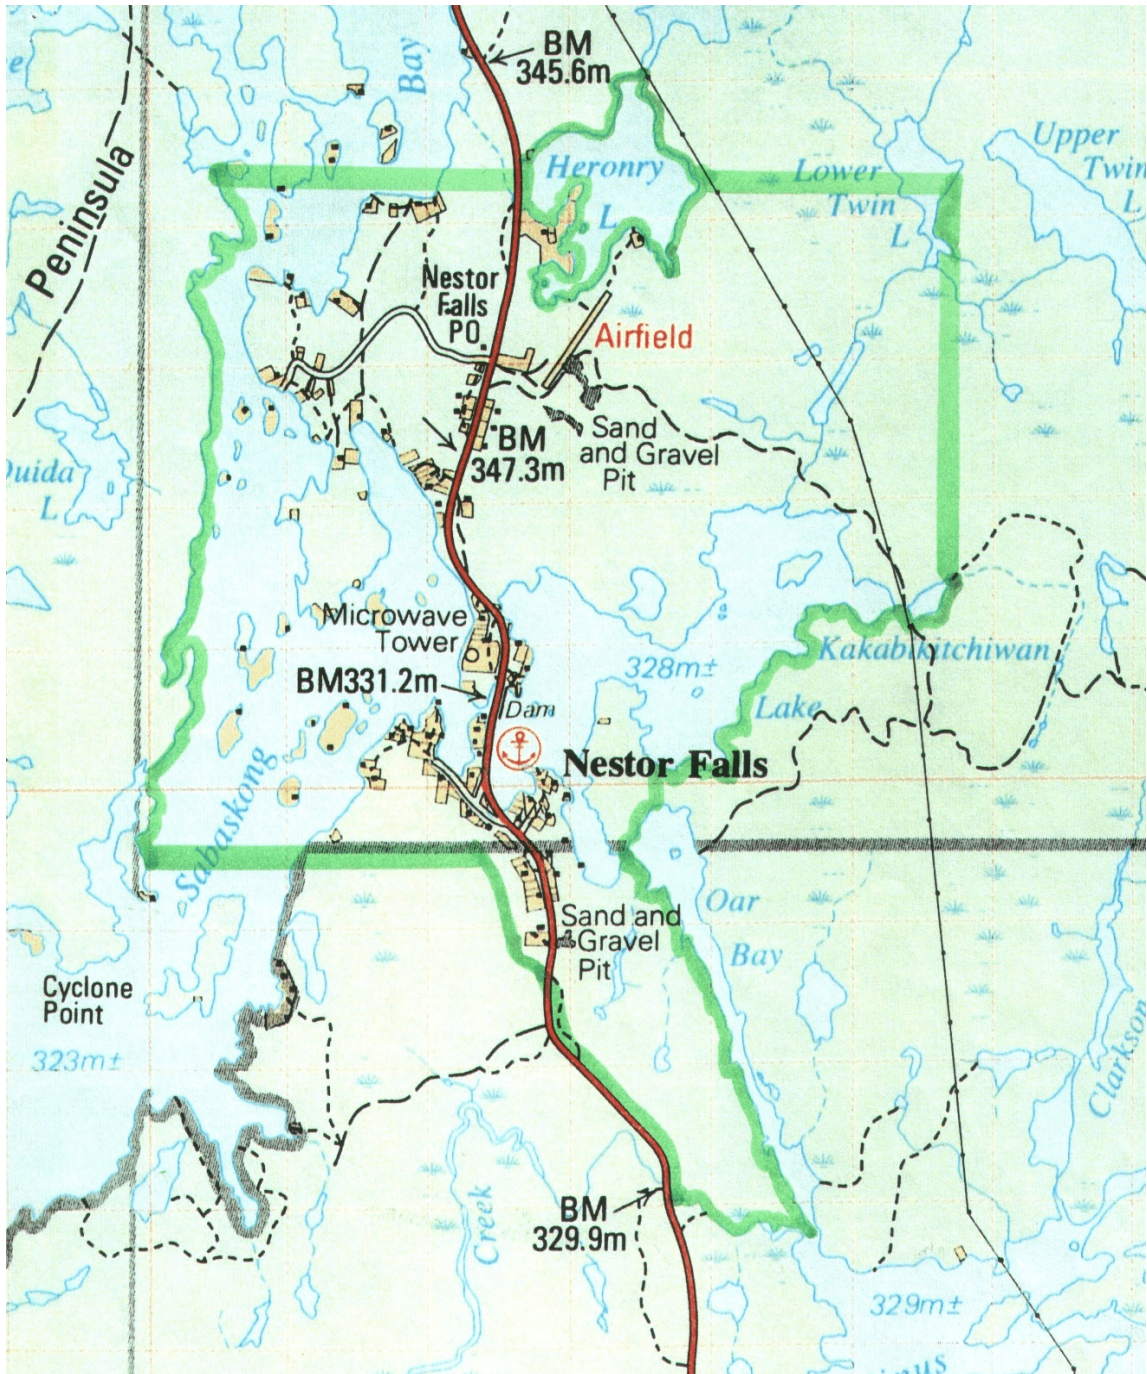 BM
345.6m
Bay
e
Upper
Twin
L
Heronry
L
Lower
Twin
L
Peninsula
Nestor
Falls
PO
Airfield
Sand
and Gravel
Pit
BM
347.3m
Ouida
L
Microwave
Tower
328m±
Kakabikitchiwan
Lake
BM331.2m
Dam
Nestor Falls
Sabaskong
Oar
Bay
Sand and
Gravel
Pit
Cyclone
Point
323m±
Clarkson
Creek
BM
329.9m
329m±